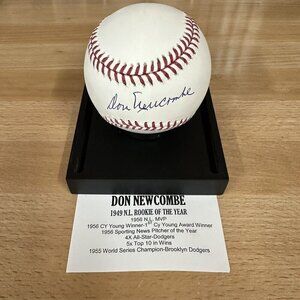 Don Newcombe
DON NEWCOMBE
1949 N.L. ROOKIE OF THE YEAR
1956 N.L. MVP
1956 CY Young Winner-1st Cy Young Award Winner
1956 Sporting News Pitcher of the Year
4X All-Star-Dodgers
5x Top 10 in Wins
1955 World Series Champion-Brooklyn Dodgers